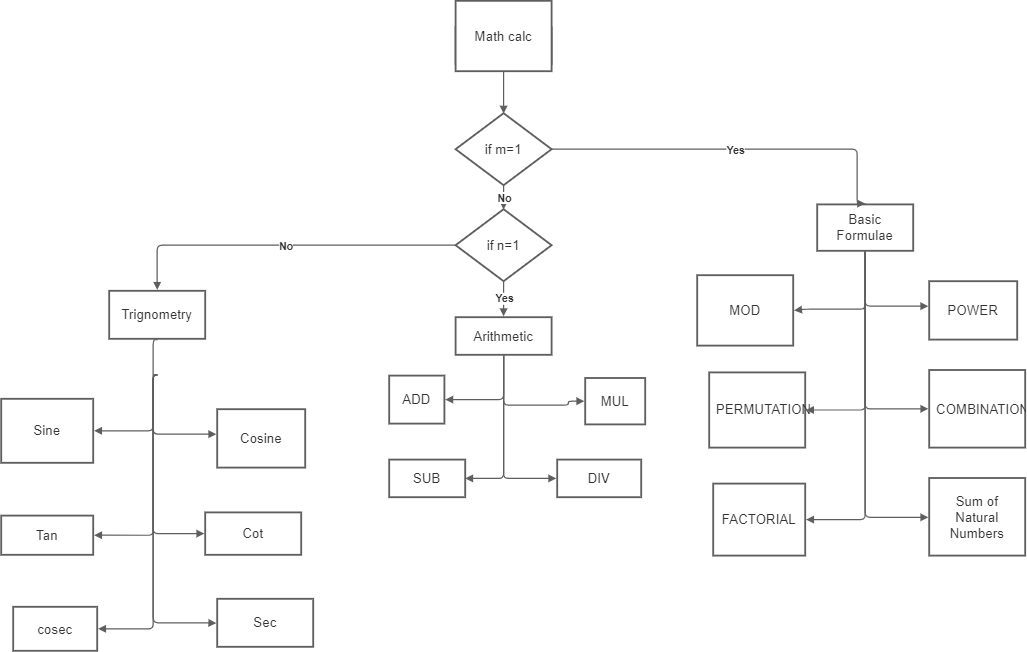 Math calc
if m=1
Yes
No
Basic
Formulae
if n=1
No
Yes
Trignometry
Arithmetic
MOD
POWER
ADD
MUL
PERMUTATION
COMBINATION
Sine
Cosine
SUB
DIV
FACTORIAL
Sum of
Natural
Numbers
Tan
Cot
cosec
Sec